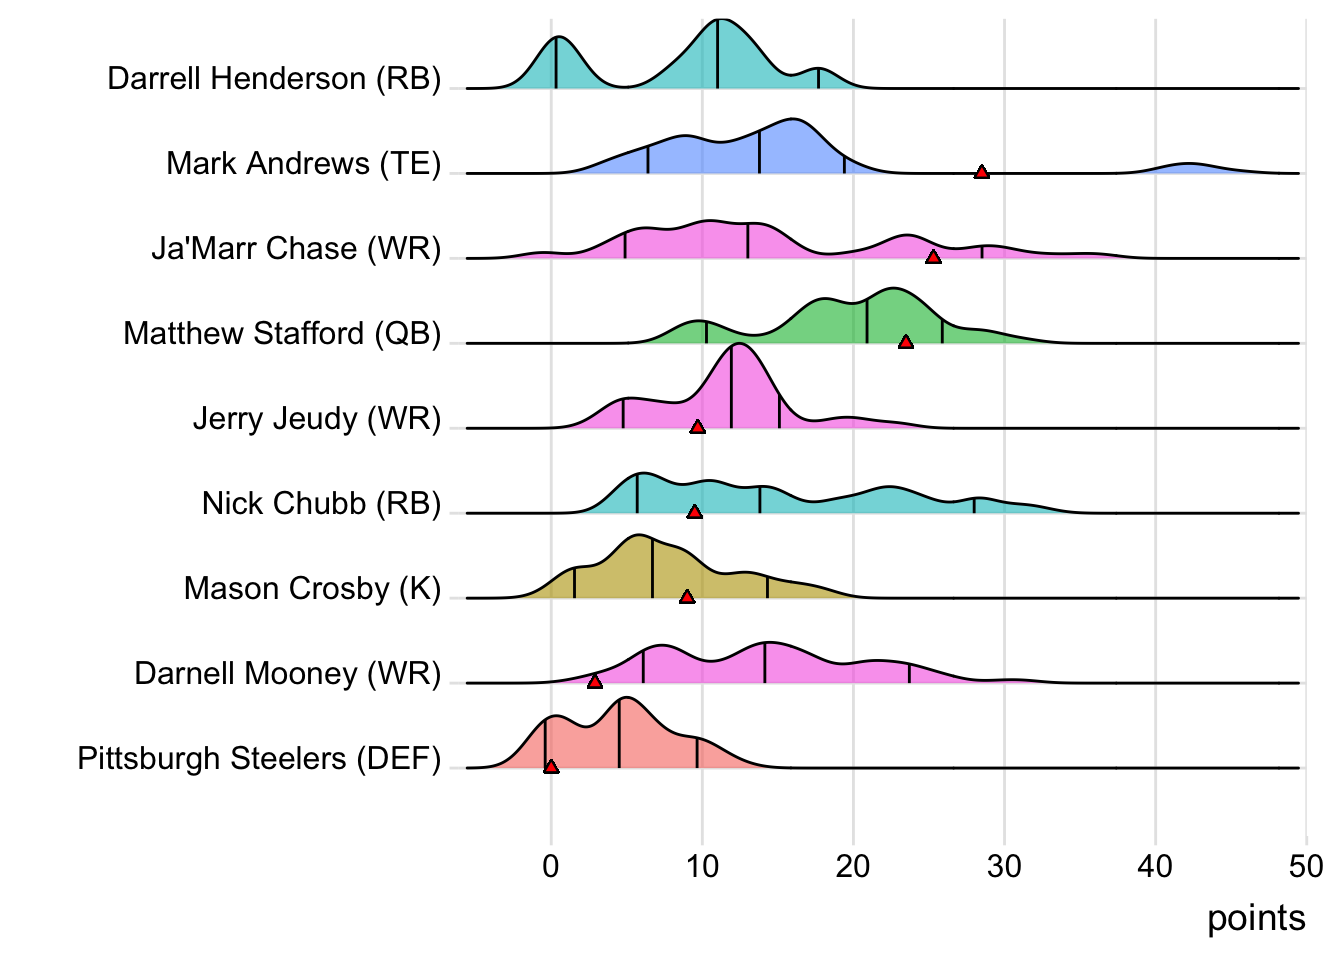 Darrell Henderson (RB)
Mark Andrews (TE)
Ja'Marr Chase (WR)
Matthew Stafford (QB)
Jerry Jeudy (WR)
Nick Chubb (RB)
Mason Crosby (K)
Darnell Mooney (WR)
Pittsburgh Steelers (DEF)
0 10 20 30 40 50
points